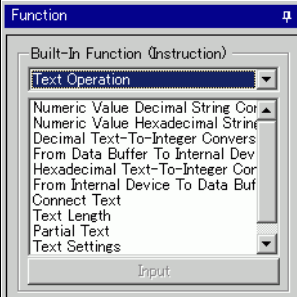 Function
Built-In Function (Instruction)
Text Operation
Numeric Value Decimal String Cor
Numeric Value Hexadecimal String
Decimal Text-To-Integer Convers
From Data Buffer To Internal Dev
Hexadecimal Text-To-Integer Cor
From Internal Device To Data Buf
Connect Text
Text Length
Partial Text
Text Settings
Input